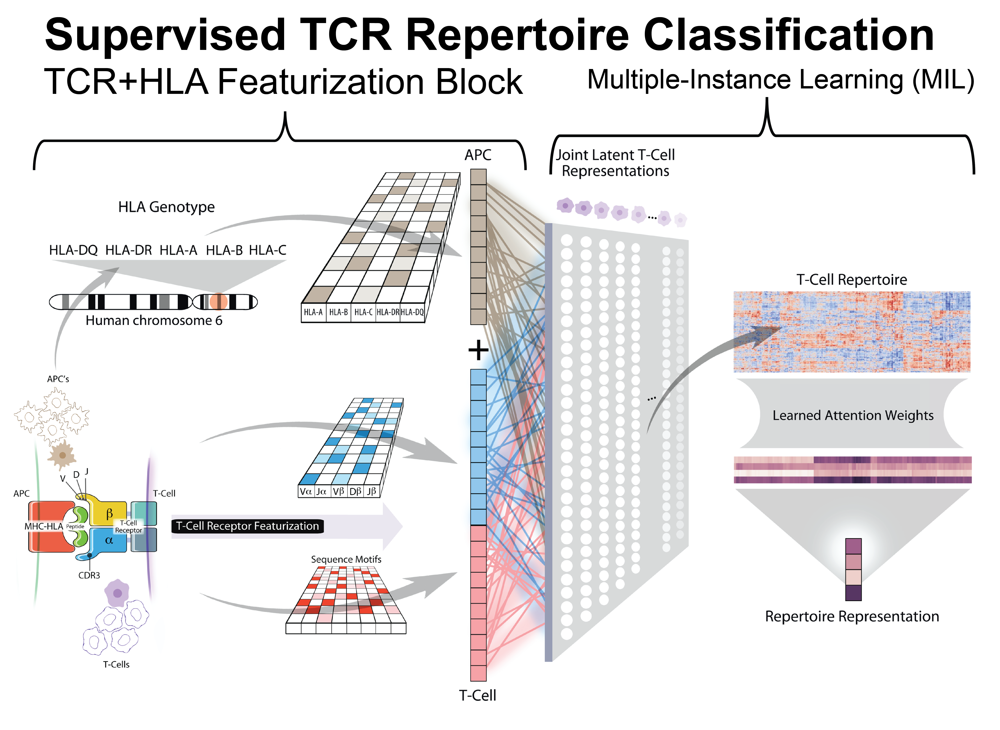 Supervised TCR Repertoire Classification
TCR+HLA Featurization Block
Multiple-Instance Learning (MIL)
APC
Joint Latent T-Cell
Representations
HLA Genotype
HLA-DQ HLA-DR HLA-A HLA-B HLA-C
Human chromosome 6
HLA-A HLA-B HLA-C HLA-DR HLA-DQ
+
...
...
T-Cell Repertoire
Learned Attention Weights
Repertoire Representation
APC's
V D J
APC
T-Cell
MHC-HLA
Peptide
β
α
T-Cell
Receptor
CDR3
T-Cells
Vα Jα Vβ Dβ Jβ
T-Cell Receptor Featurization
Sequence Motifs
T-Cell